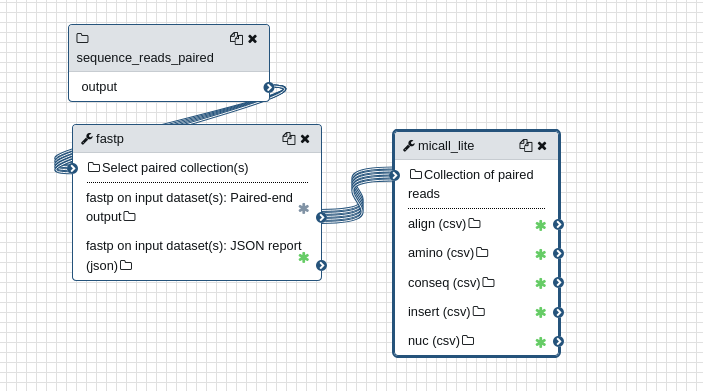 sequence_reads_paired
output
fastp
Select paired collection(s)
fastp on input dataset(s): Paired-end
output
fastp on input dataset(s): JSON report
(json)
micall_lite
Collection of paired
reads
align (csv)
amino (csv)
conseq (csv)
insert (csv)
nuc (csv)